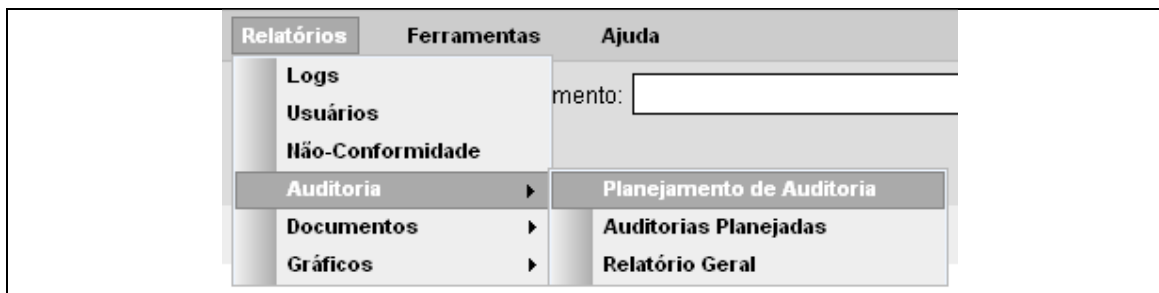 Relatórios Ferramentas Ajuda
Logs
mento:
Usuários
Não-Conformidade
Auditoria Planejamento de Auditoria
Documentos Auditorias Planejadas
Gráficos Relatório Geral